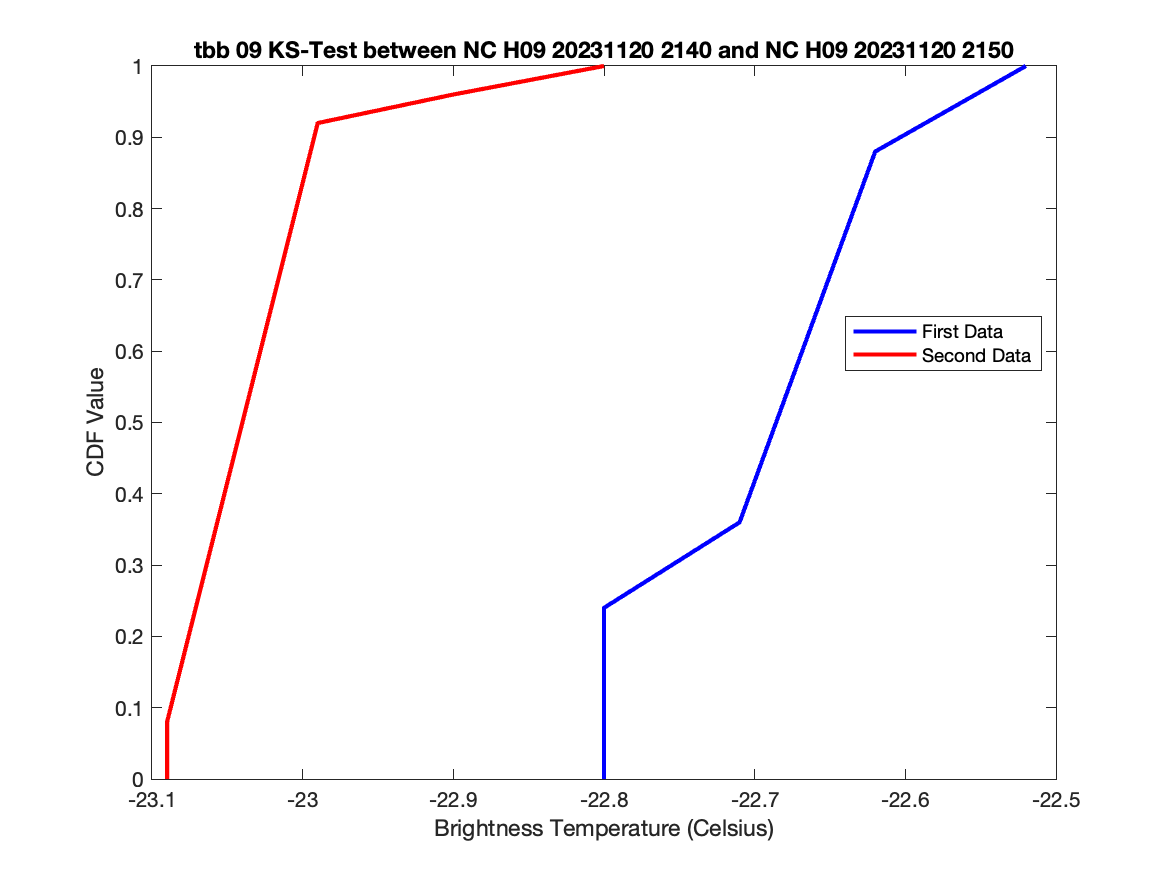 tbb 09 KS-Test between NC H09 20231120 2140 and NC H09 20231120 2150
1
0.9
0.8
0.7
0.6
0.5
0.4
0.3
0.2
0.1
0
CDF Value
First Data
Second Data
-23.1 -23 -22.9 -22.8 -22.7 -22.6 -22.5
Brightness Temperature (Celsius)